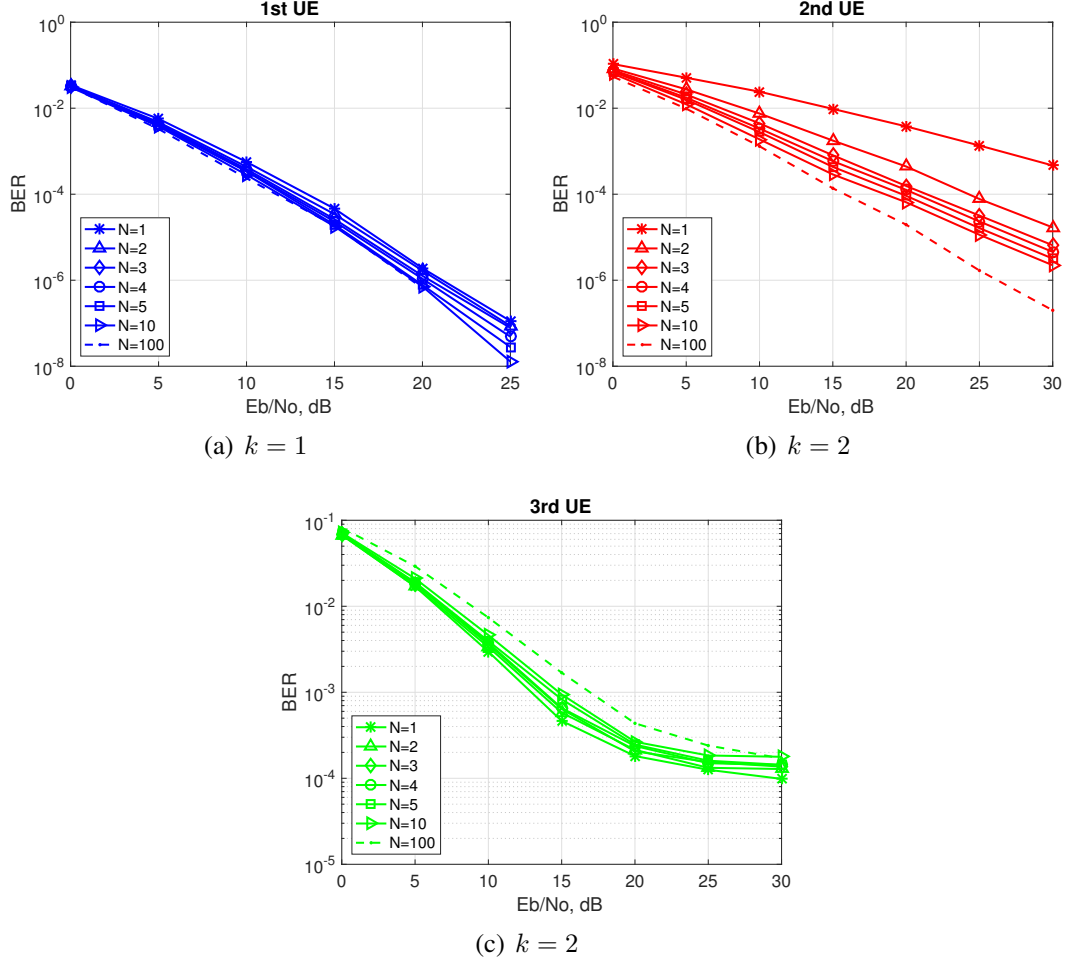 1st UE
10^0
10^-2
10^-4
10^-6
10^-8
BER
N=1
N=2
N=3
N=4
N=5
N=10
N=100
0 5 10 15 20 25
Eb/No, dB
(a) k = 1
2nd UE
10^0
10^-2
10^-4
10^-6
10^-8
BER
N=1
N=2
N=3
N=4
N=5
N=10
N=100
0 5 10 15 20 25 30
Eb/No, dB
(b) k = 2
3rd UE
10^-1
10^-2
10^-3
10^-4
10^-5
BER
N=1
N=2
N=3
N=4
N=5
N=10
N=100
0 5 10 15 20 25 30
Eb/No, dB
(c) k = 2